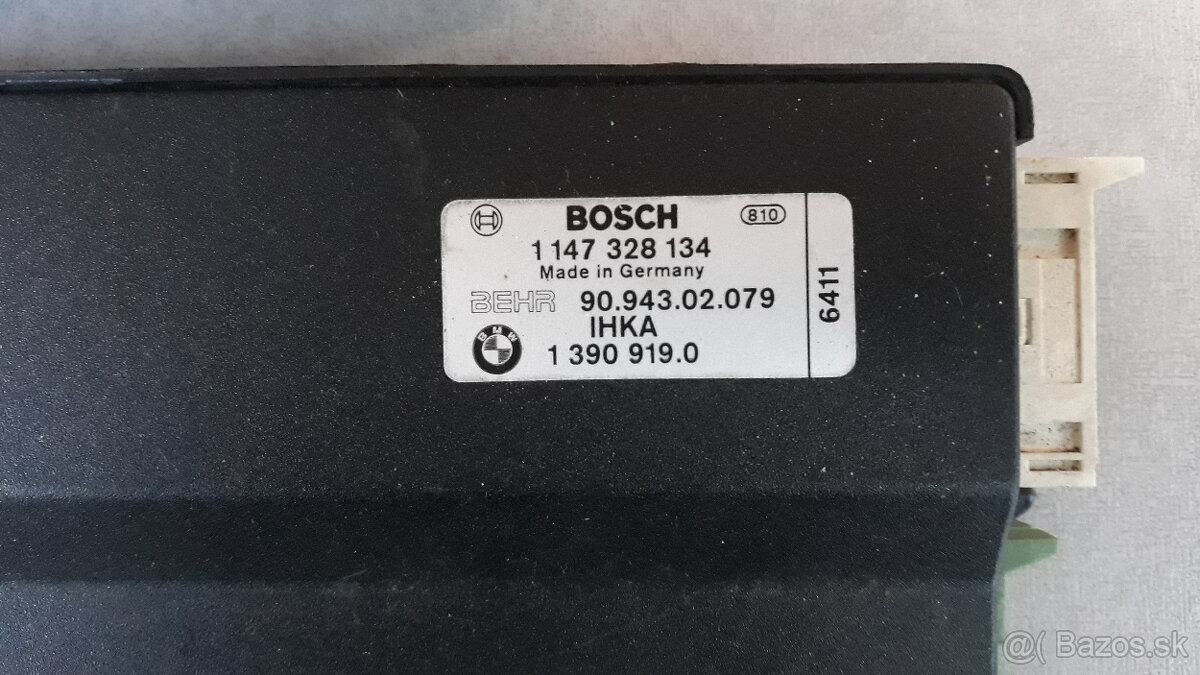 BOSCH 810
1 147 328 134
Made in Germany
BEHR 90.943.02.079
IHKA
BMW 1 390 919.0
6411
@( Bazos.sk